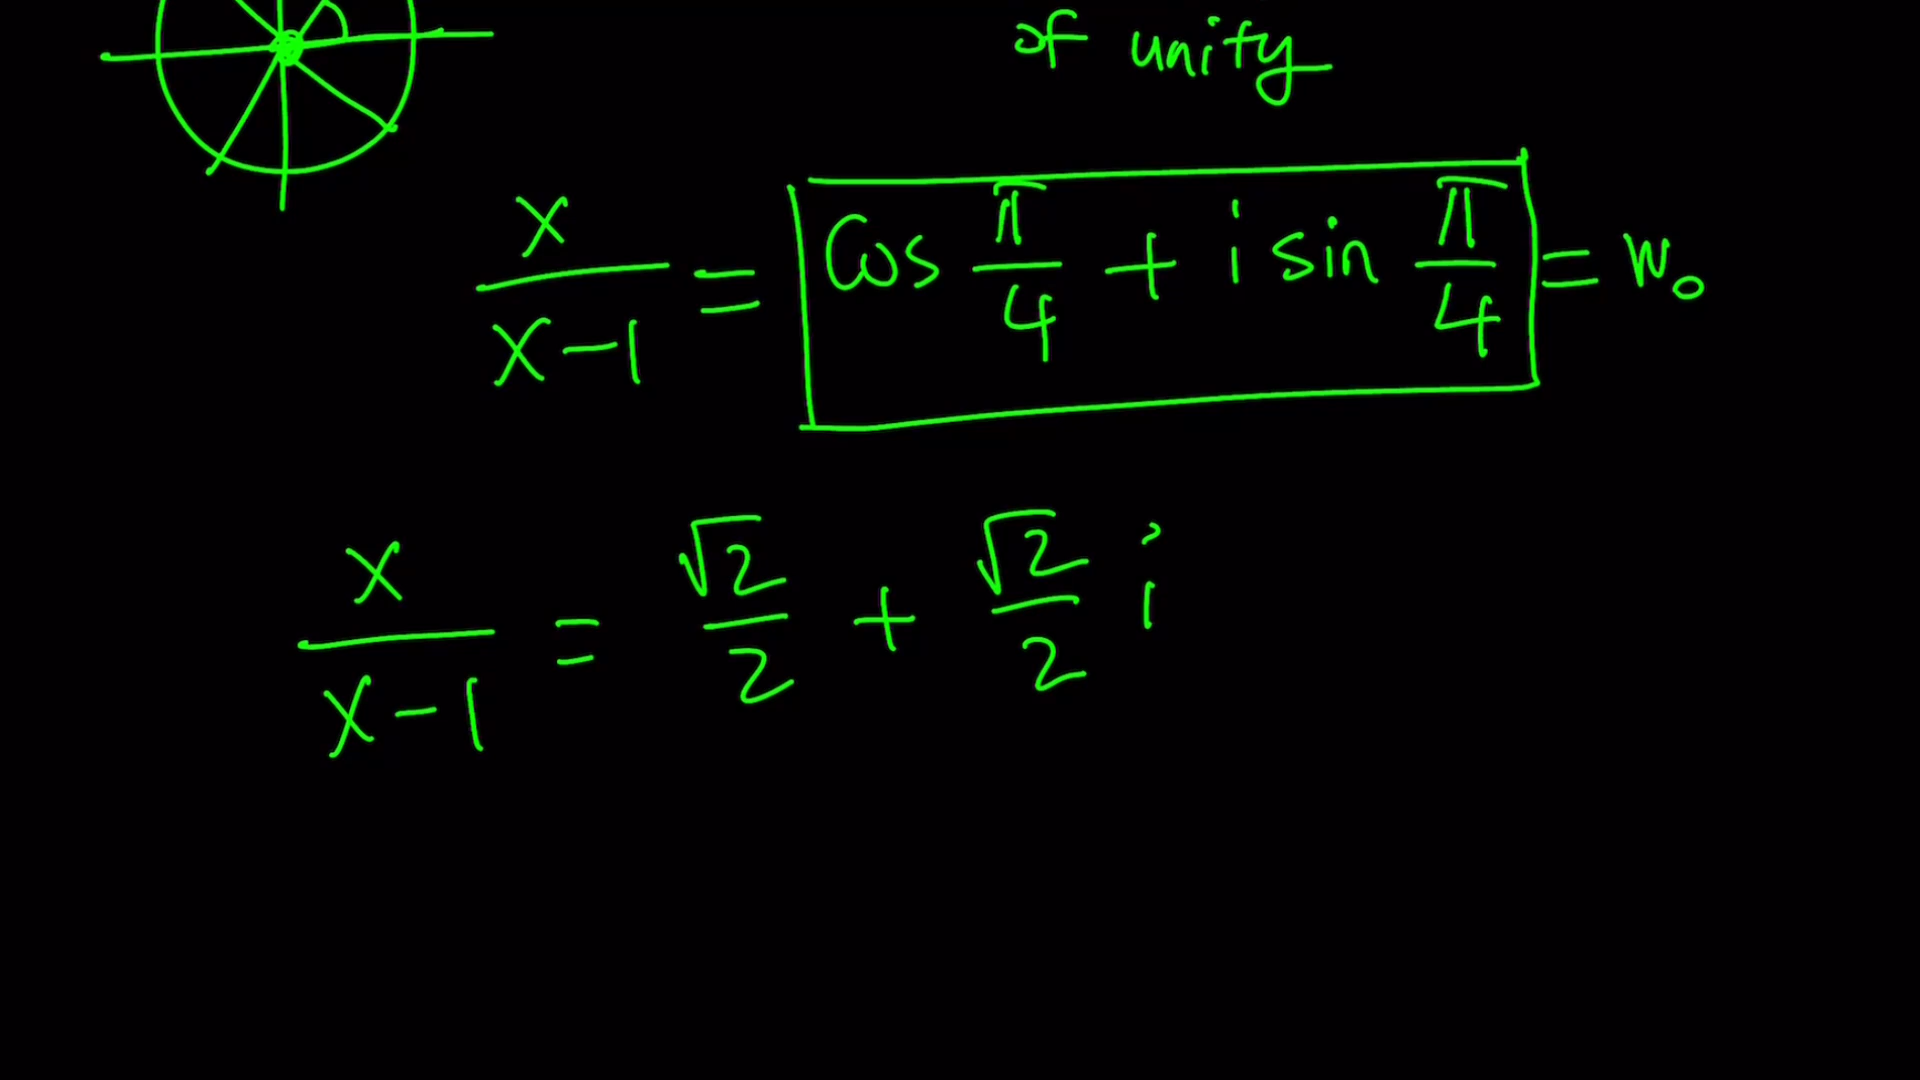 of unity
x/(x-1) = cos π/4 + i sin π/4 = w₀
x/(x-1) = √2/2 + √2/2 i